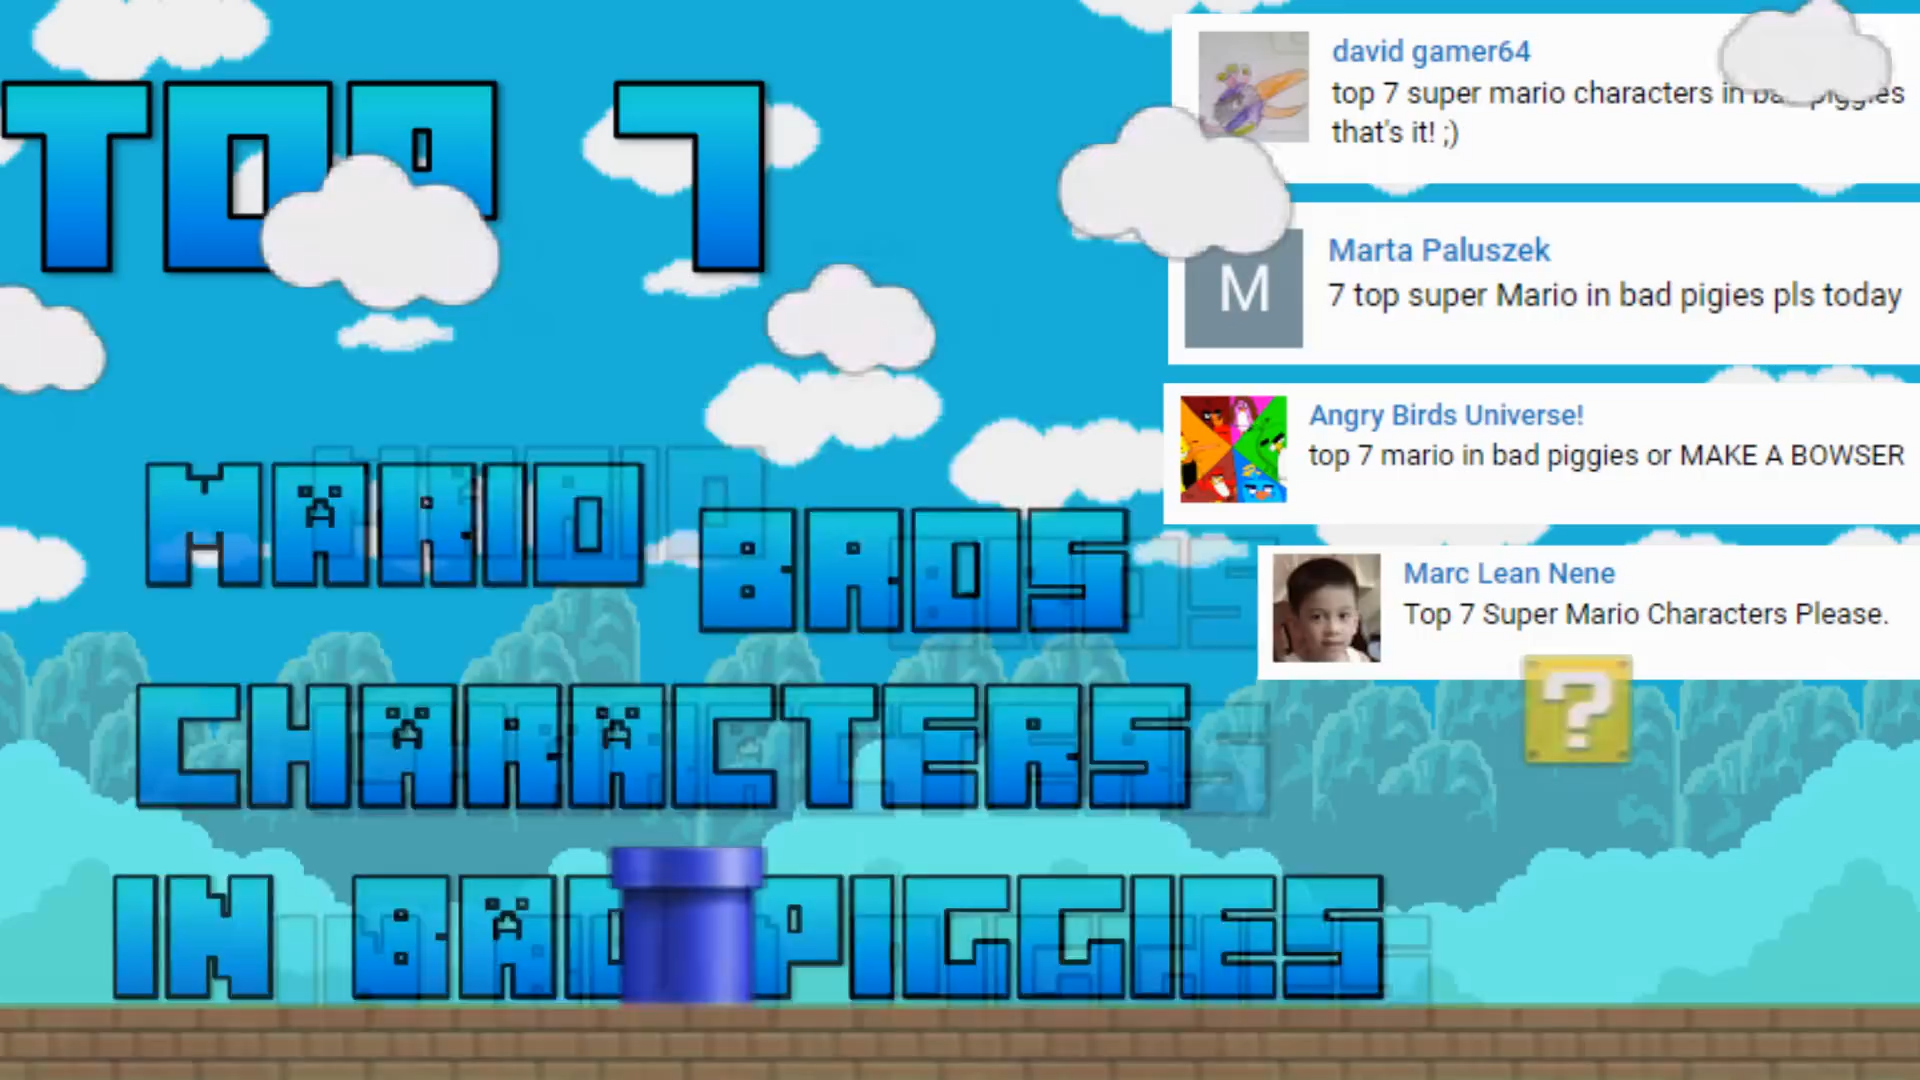 TOP 7
MARIO BROS
CHARACTERS
IN BAD PIGGIES
david gamer64
top 7 super mario characters in bad piggies
that's it! ;)
M
Marta Paluszek
7 top super Mario in bad pigies pls today
Angry Birds Universe!
top 7 mario in bad piggies or MAKE A BOWSER
Marc Lean Nene
Top 7 Super Mario Characters Please.
?